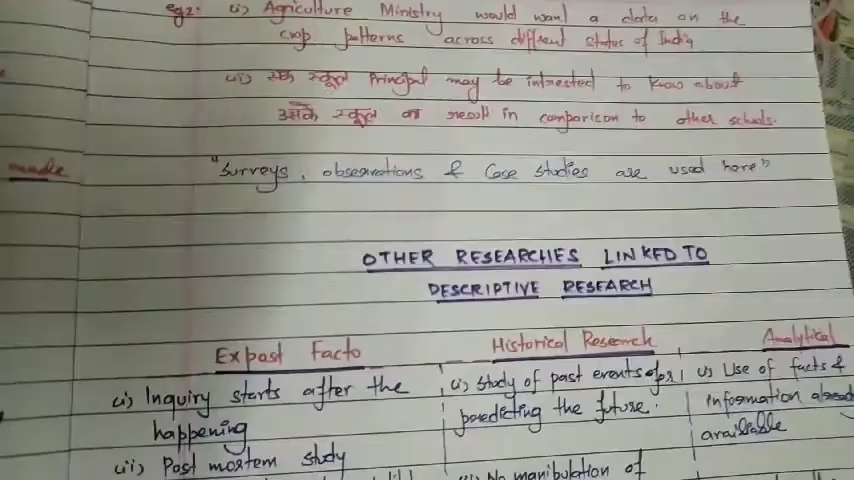 eg2: (i) Agriculture Ministry would want a data on the
crop patterns across different states of India
(ii) एक स्कूल Principal may be intrested to know about
उसके स्कूल का result in comparison to other schools.
"Surveys, observations & Case Studies are used here"
OTHER RESEARCHES LINKED TO
DESCRIPTIVE RESEARCH
Expost Facto
Historical Research
Analytical
(i) Inquiry starts after the
happening
(ii) Post mortem study
(i) Study of past events for
predicting the future.
(ii) No manipulation of
(i) Use of facts &
information already
available